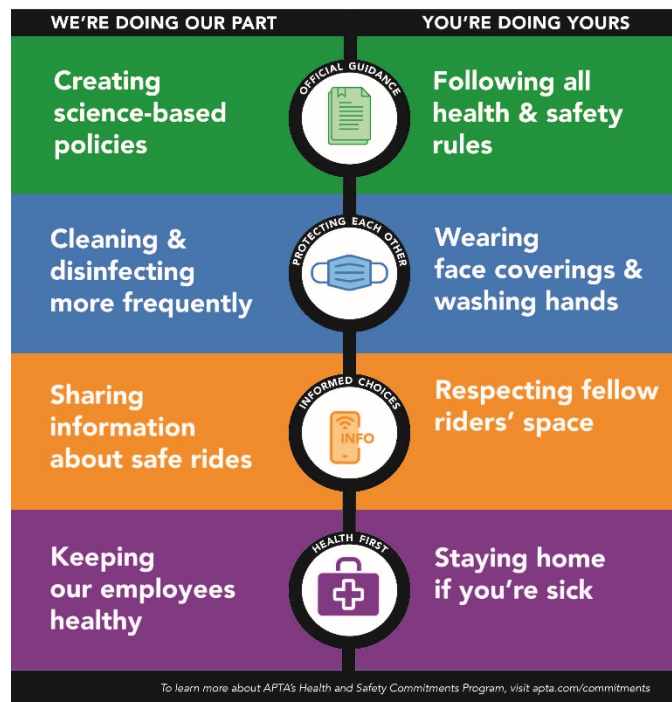 WE'RE DOING OUR PART
YOU'RE DOING YOURS
Creating
science-based
policies
OFFICIAL GUIDANCE
Following all
health & safety
rules
Cleaning &
disinfecting
more frequently
PROTECTING EACH OTHER
Wearing
face coverings &
washing hands
Sharing
information
about safe rides
INFORMED CHOICES
INFO
Respecting fellow
riders' space
Keeping
our employees
healthy
HEALTH FIRST
Staying home
if you're sick
To learn more about APTA's Health and Safety Commitments Program, visit apta.com/commitments